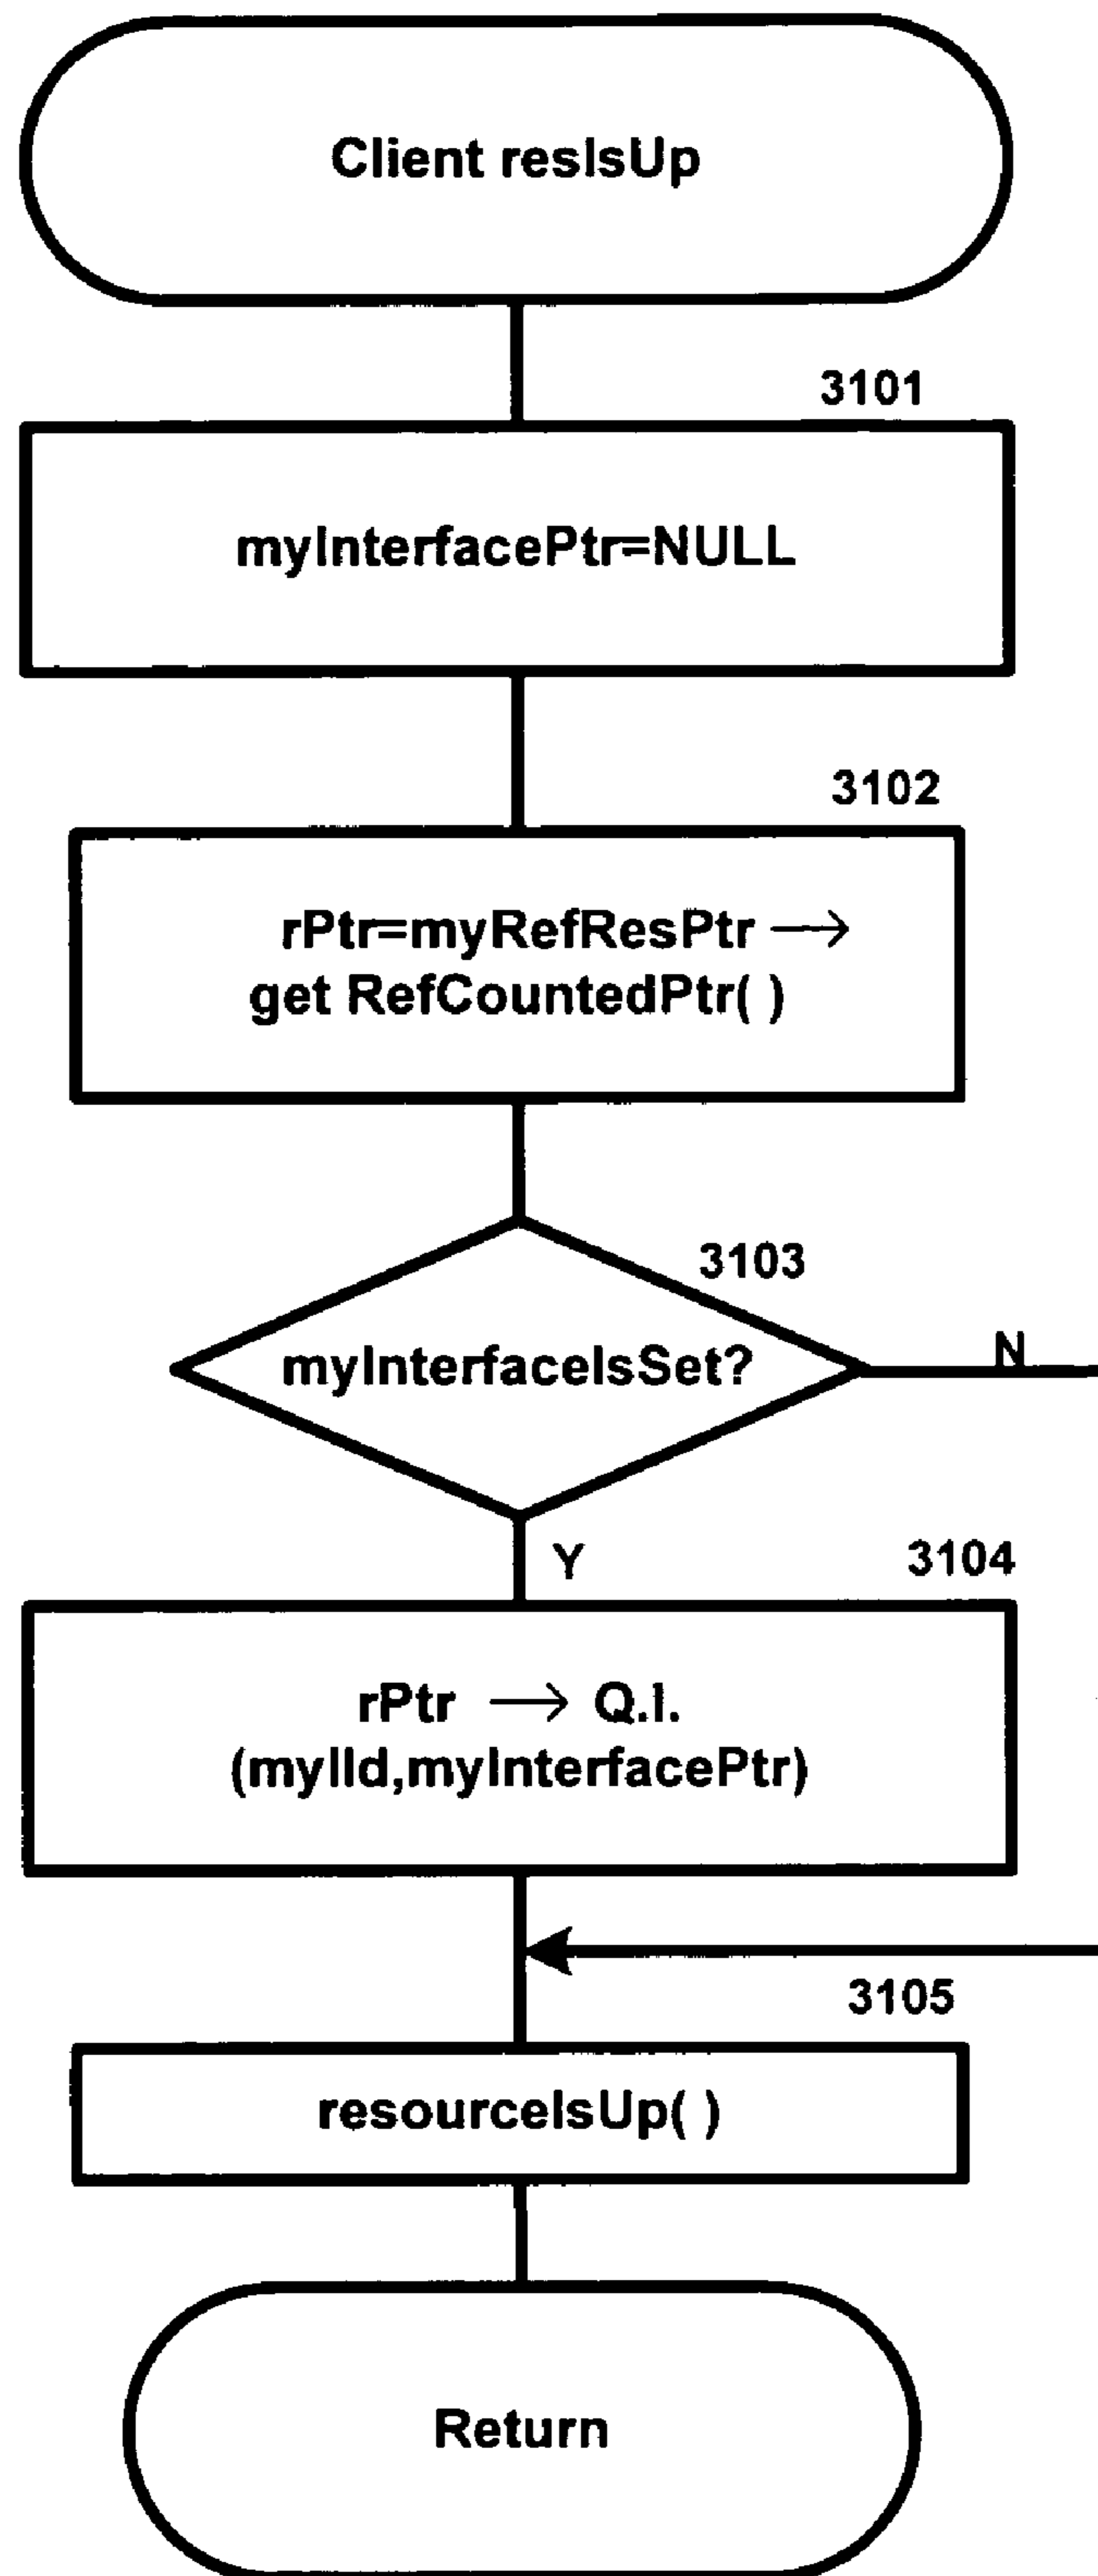 Client resIsUp
3101
myInterfacePtr=NULL
3102
rPtr=myRefResPtr →
get RefCountedPtr( )
3103
myInterfaceIsSet?
N
Y
3104
rPtr → Q.I.
(myIId,myInterfacePtr)
3105
resourceIsUp( )
Return